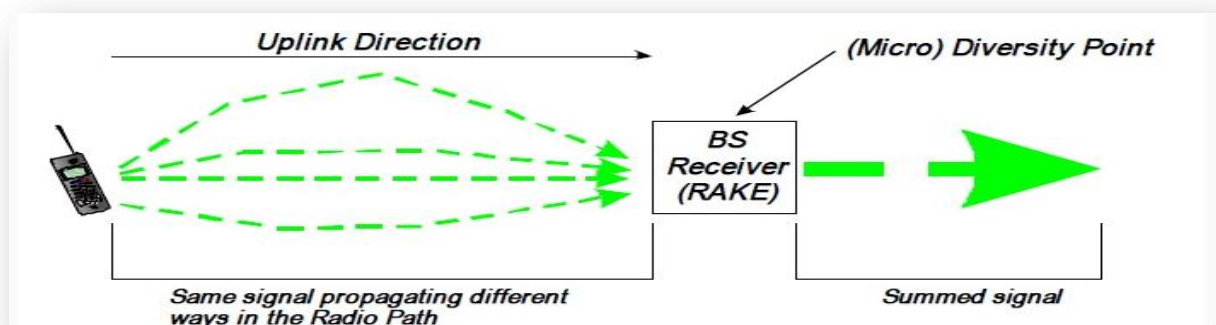 Uplink Direction
(Micro) Diversity Point
BS
Receiver
(RAKE)
Same signal propagating different
ways in the Radio Path
Summed signal